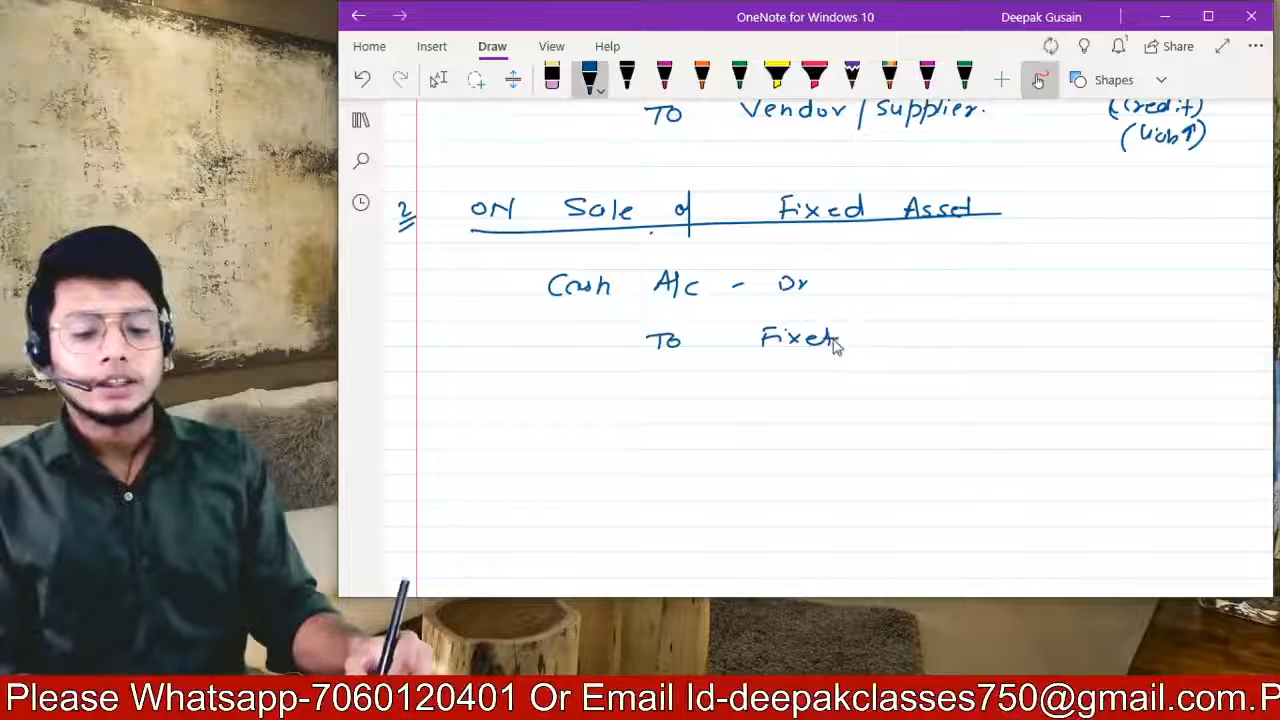 OneNote for Windows 10
Deepak Gusain
Home Insert Draw View Help
Share
Shapes
TO Vendor / Supplier. (Credit)
(Liab↑)
2 ON Sale of Fixed Asset
Cash A/c - Dr
TO Fixed
Please Whatsapp-7060120401 Or Email Id-deepakclasses750@gmail.com.P